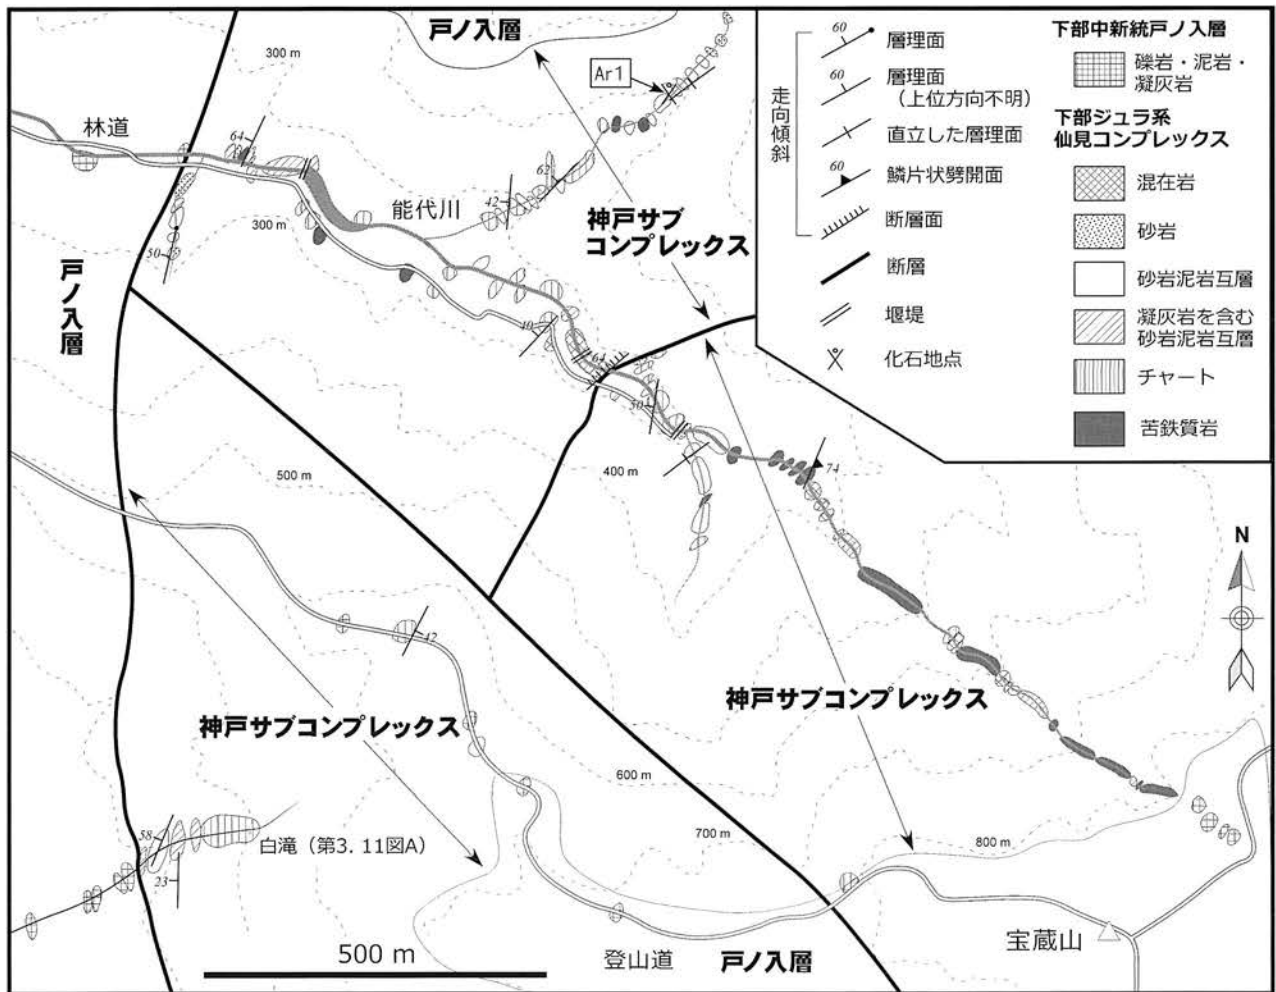 戸ノ入層
300 m
Ar1
林道
64
62
能代川
42
300 m
神戸サブ
コンプレックス
50
戸ノ入層
64
50
400 m
74
500 m
42
神戸サブコンプレックス
神戸サブコンプレックス
600 m
700 m
800 m
58
白滝（第3. 11図A）
23
500 m
登山道
戸ノ入層
宝蔵山
N
走向傾斜
60
層理面
60
層理面
（上位方向不明）
直立した層理面
60
鱗片状劈開面
断層面
断層
堰堤
化石地点
下部中新統戸ノ入層
礫岩・泥岩・
凝灰岩
下部ジュラ系
仙見コンプレックス
混在岩
砂岩
砂岩泥岩互層
凝灰岩を含む
砂岩泥岩互層
チャート
苦鉄質岩